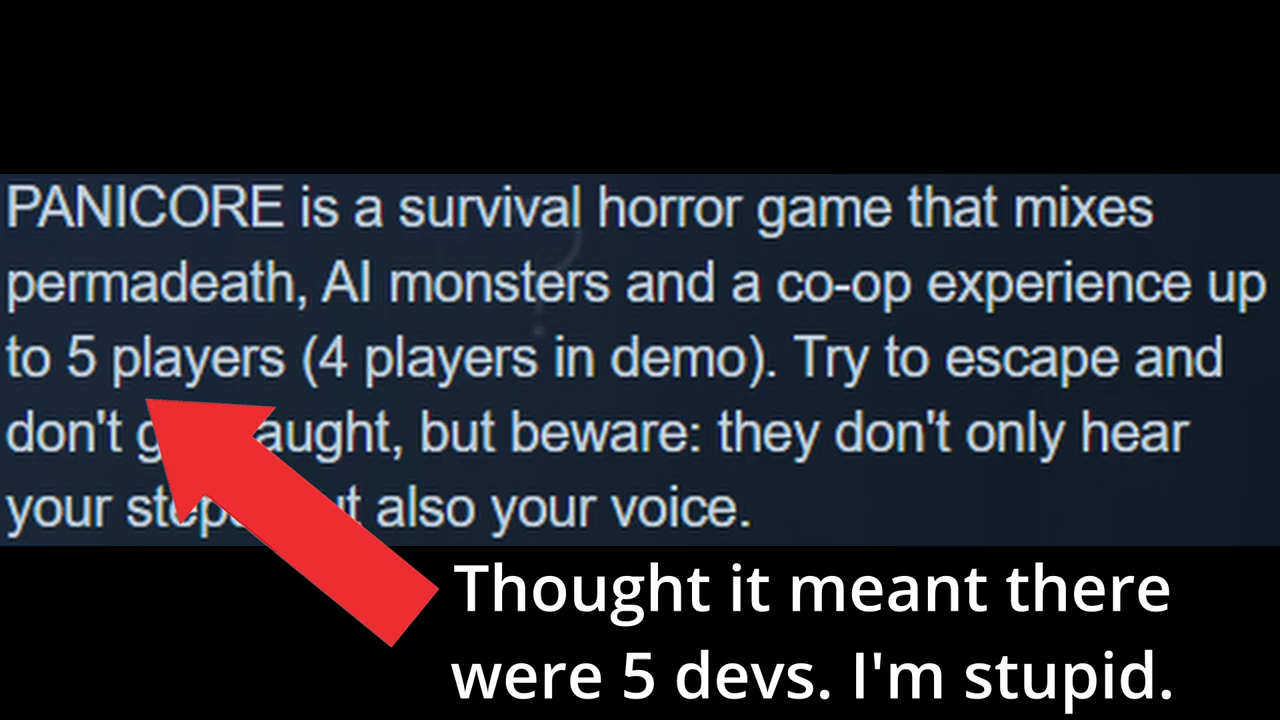 PANICORE is a survival horror game that mixes
permadeath, AI monsters and a co-op experience up
to 5 players (4 players in demo). Try to escape and
don't aught, but beware: they don't only hear
your step also your voice.
Thought it meant there
were 5 devs. I'm stupid.